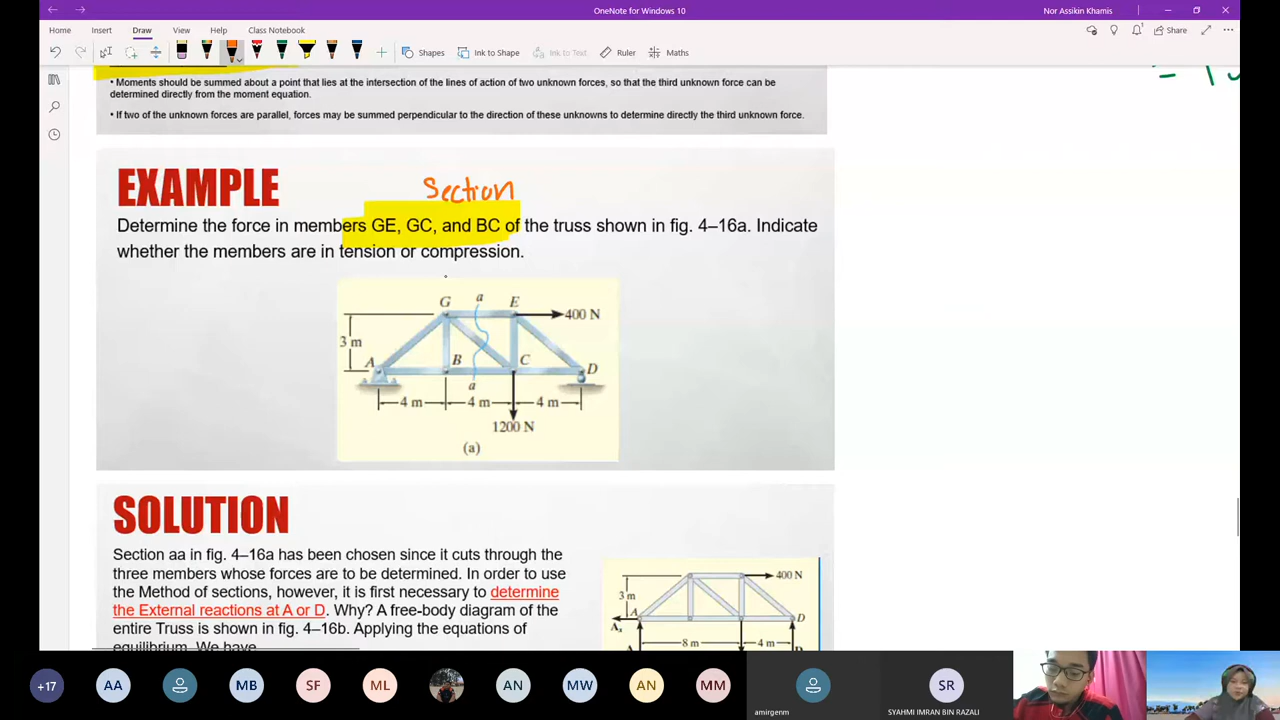 OneNote for Windows 10
Nor Assikin Khamis
Home
Insert
Draw
View
Help
Class Notebook
Share
Shapes
Ink to Shape
Ink to Text
Ruler
Maths
• Moments should be summed about a point that lies at the intersection of the lines of action of two unknown forces, so that the third unknown force can be
determined directly from the moment equation.
• If two of the unknown forces are parallel, forces may be summed perpendicular to the direction of these unknowns to determine directly the third unknown force.
EXAMPLE
Section
Determine the force in members GE, GC, and BC of the truss shown in fig. 4–16a. Indicate
whether the members are in tension or compression.
G
a
E
400 N
3 m
A
B
C
D
a
4 m
4 m
4 m
1200 N
(a)
SOLUTION
Section aa in fig. 4–16a has been chosen since it cuts through the
three members whose forces are to be determined. In order to use
the Method of sections, however, it is first necessary to determine
the External reactions at A or D. Why? A free-body diagram of the
entire Truss is shown in fig. 4–16b. Applying the equations of
equilibrium. We have
400 N
3 m
A
D
Ax
8 m
4 m
+17
AA
MB
SF
ML
AN
MW
AN
MM
amirgenm
SR
SYAHMI IMRAN BIN RAZALI